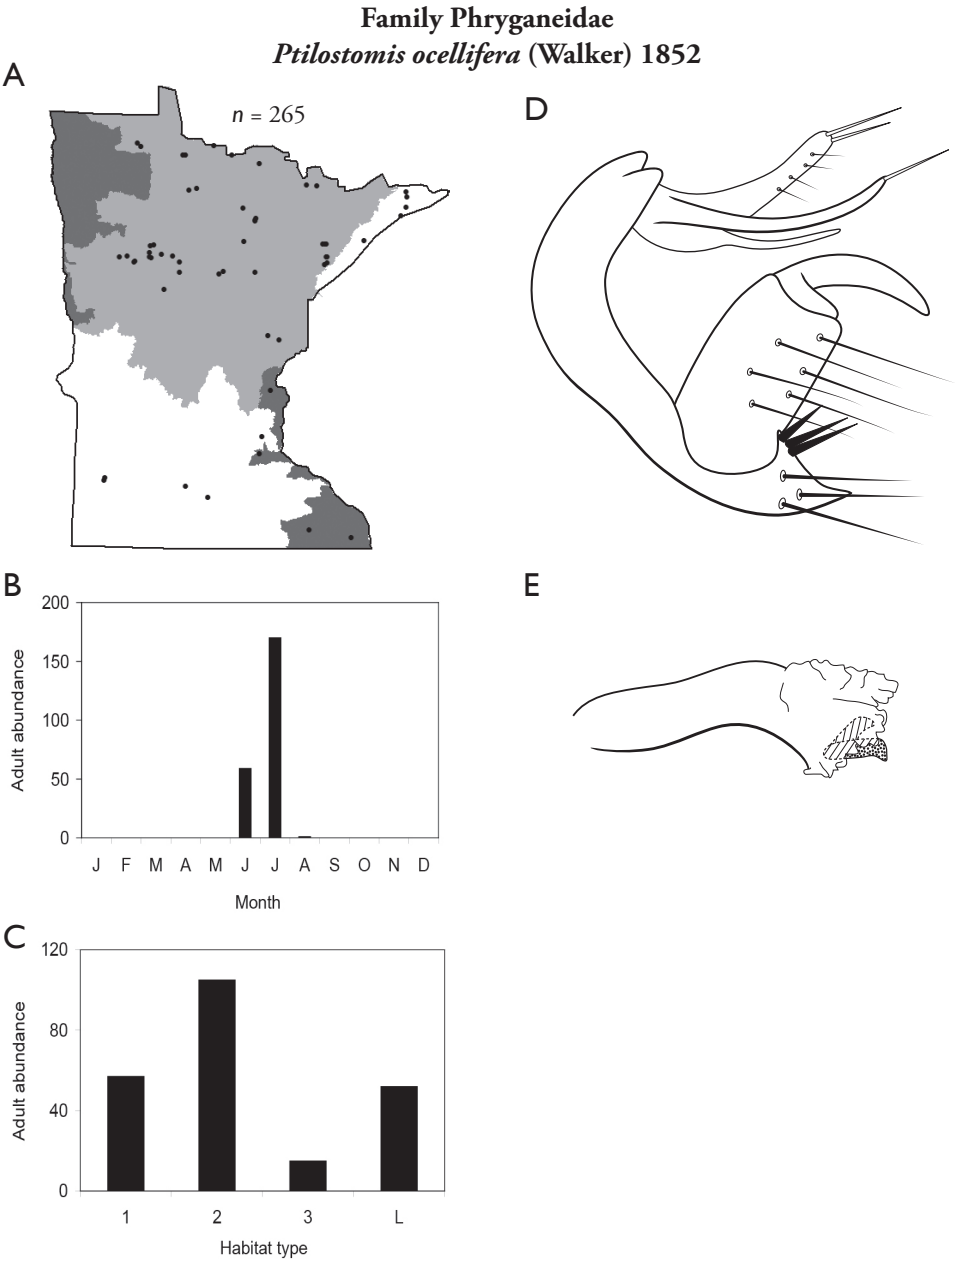 Family Phryganeidae
Ptilostomis ocellifera (Walker) 1852
A
n = 265
B
200
150
100
50
0
Adult abundance
J F M A M J J A S O N D
Month
C
120
80
40
0
Adult abundance
1 2 3 L
Habitat type
D
E